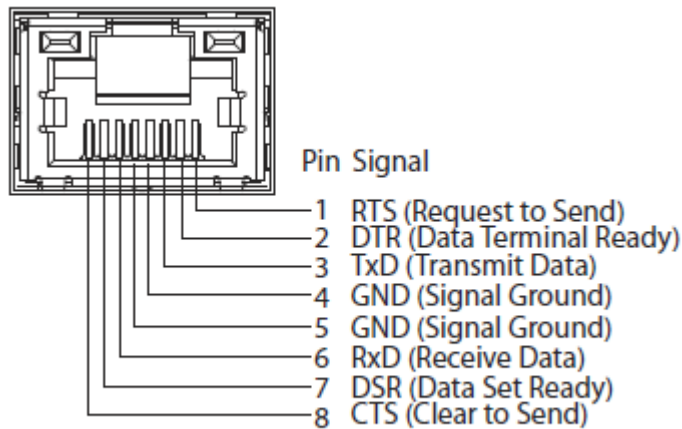 Pin Signal
1 RTS (Request to Send)
2 DTR (Data Terminal Ready)
3 TxD (Transmit Data)
4 GND (Signal Ground)
5 GND (Signal Ground)
6 RxD (Receive Data)
7 DSR (Data Set Ready)
8 CTS (Clear to Send)